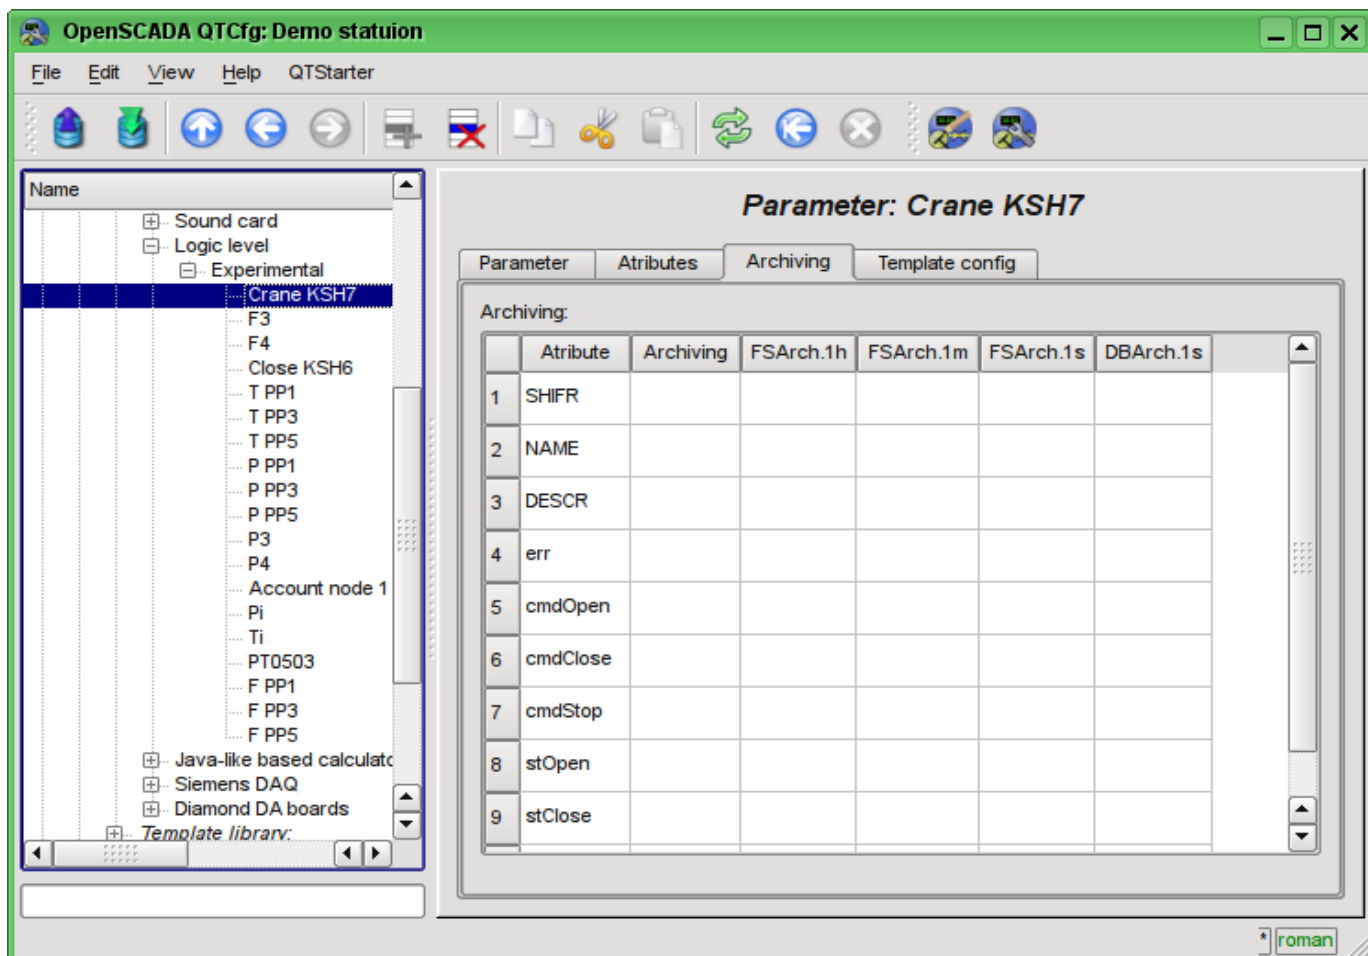 OpenSCADA QTCfg: Demo statuion
File Edit View Help QTStarter
Name
Sound card
Logic level
Experimental
Crane KSH7
F3
F4
Close KSH6
T PP1
T PP3
T PP5
P PP1
P PP3
P PP5
P3
P4
Account node 1
Pi
Ti
PT0503
F PP1
F PP3
F PP5
Java-like based calculato
Siemens DAQ
Diamond DA boards
Template library:
Parameter: Crane KSH7
Parameter Atributes Archiving Template config
Archiving:
Atribute Archiving FSArch.1h FSArch.1m FSArch.1s DBArch.1s
1 SHIFR
2 NAME
3 DESCR
4 err
5 cmdOpen
6 cmdClose
7 cmdStop
8 stOpen
9 stClose
* roman